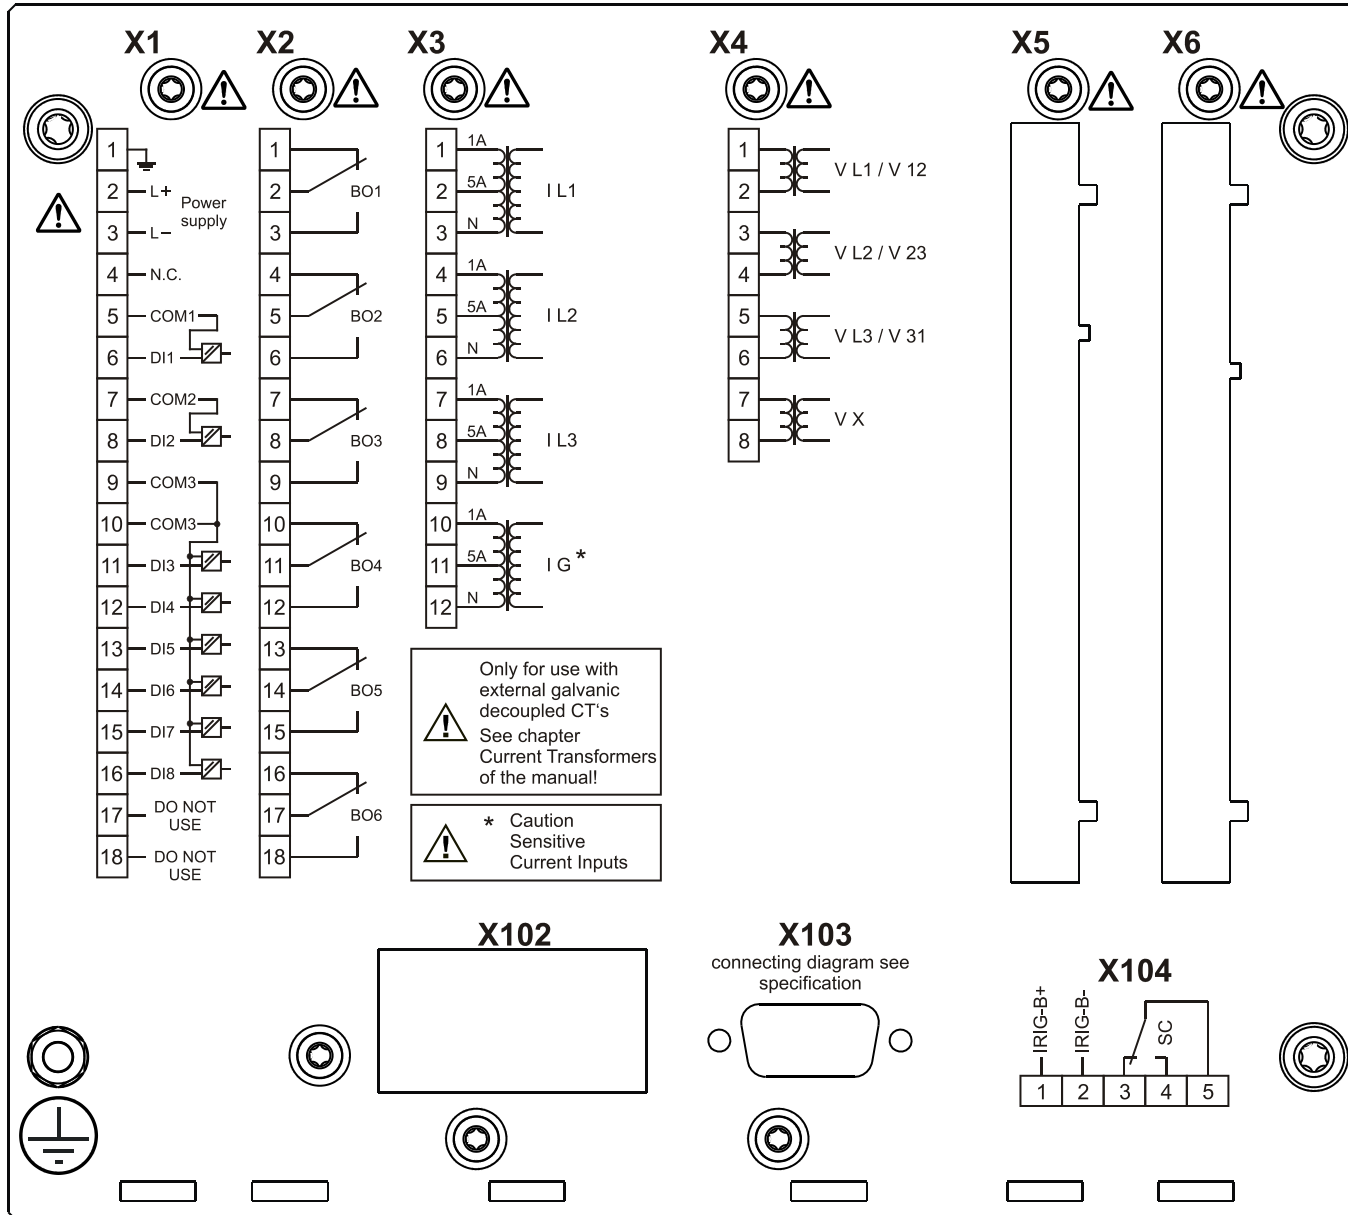 X1
X2
X3
X4
X5
X6
1
2 L+
Power
supply
3 L−
4 N.C.
5 COM1
6 DI1
7 COM2
8 DI2
9 COM3
10 COM3
11 DI3
12 DI4
13 DI5
14 DI6
15 DI7
16 DI8
17 DO NOT
USE
18 DO NOT
USE
1
2 BO1
3
4
5 BO2
6
7
8 BO3
9
10
11 BO4
12
13
14 BO5
15
16
17 BO6
18
1 1A
2 5A I L1
3 N
4 1A
5 5A I L2
6 N
7 1A
8 5A I L3
9 N
10 1A
11 5A I G *
12 N
Only for use with
external galvanic
decoupled CT‘s
See chapter
Current Transformers
of the manual!
* Caution
Sensitive
Current Inputs
1
V L1 / V 12
2
3
V L2 / V 23
4
5
V L3 / V 31
6
7
V X
8
X102
X103
connecting diagram see
specification
X104
IRIG-B+
IRIG-B-
SC
1 2 3 4 5